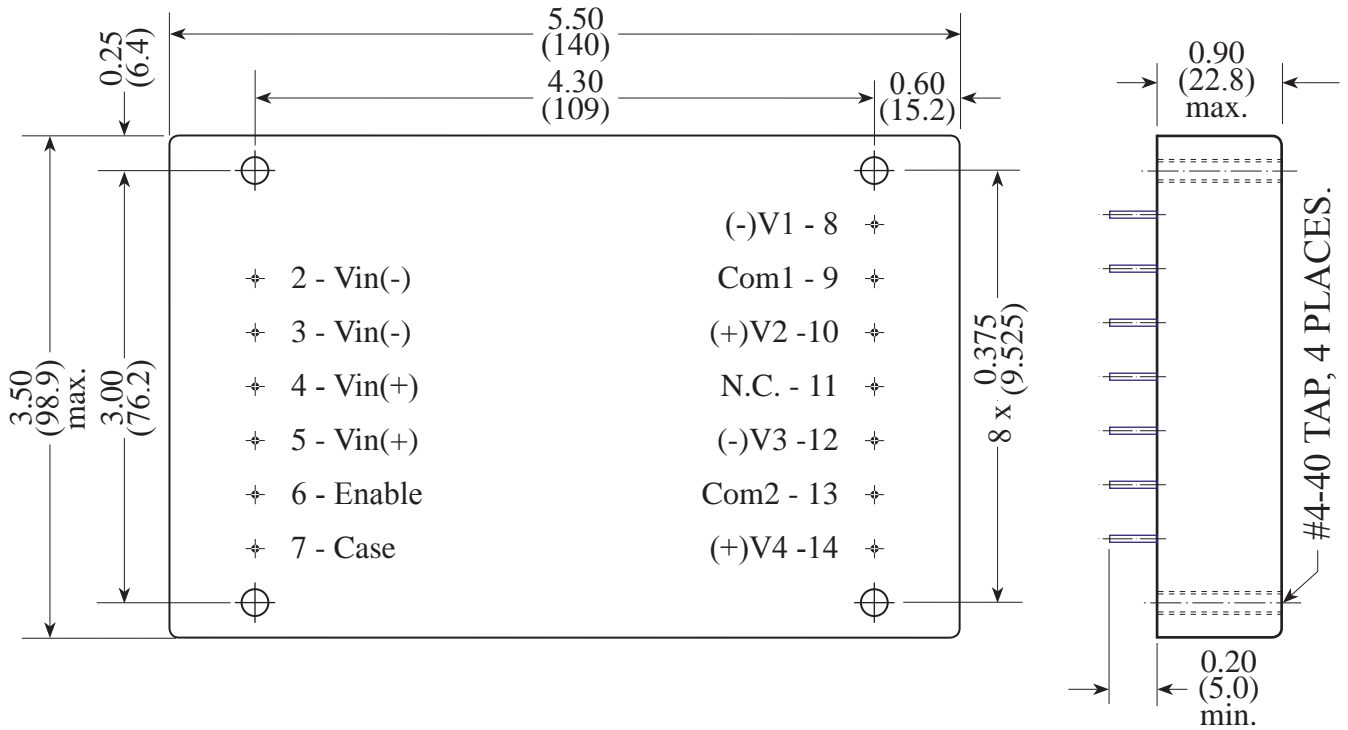 5.50
(140)
4.30
(109)
0.60
(15.2)
0.25
(6.4)
0.90
(22.8)
max.
3.50
(98.9)
max.
3.00
(76.2)
2 - Vin(-)
3 - Vin(-)
4 - Vin(+)
5 - Vin(+)
6 - Enable
7 - Case
(-)V1 - 8
Com1 - 9
(+)V2 -10
N.C. - 11
(-)V3 -12
Com2 - 13
(+)V4 -14
8 x 0.375
(9.525)
#4-40 TAP, 4 PLACES.
0.20
(5.0)
min.